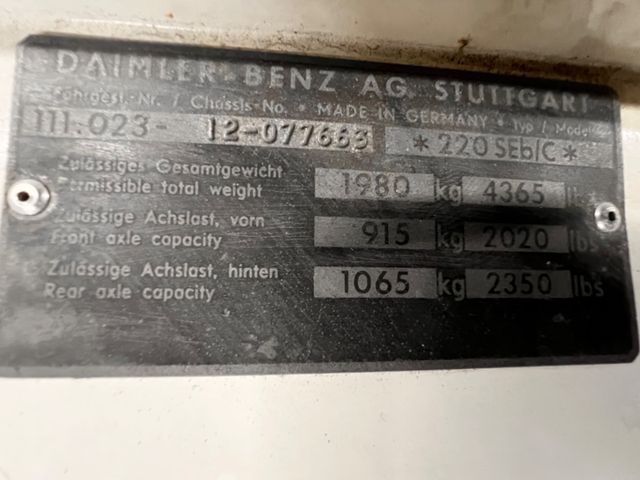 DAIMLER-BENZ AG. STUTTGART
Fahrgest.-Nr. / Chassis-No. • MADE IN GERMANY • Typ / Model
111.023- 12-077663 * 220 SEb/C *
Zulässiges Gesamtgewicht
Permissible total weight 1980 kg 4365 lbs
Zulässige Achslast, vorn
Front axle capacity 915 kg 2020 lbs
Zulässige Achslast, hinten
Rear axle capacity 1065 kg 2350 lbs